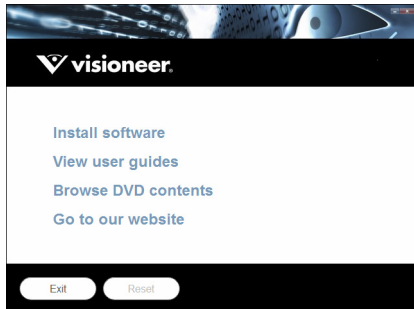 visioneer.
Install software
View user guides
Browse DVD contents
Go to our website
Exit
Reset